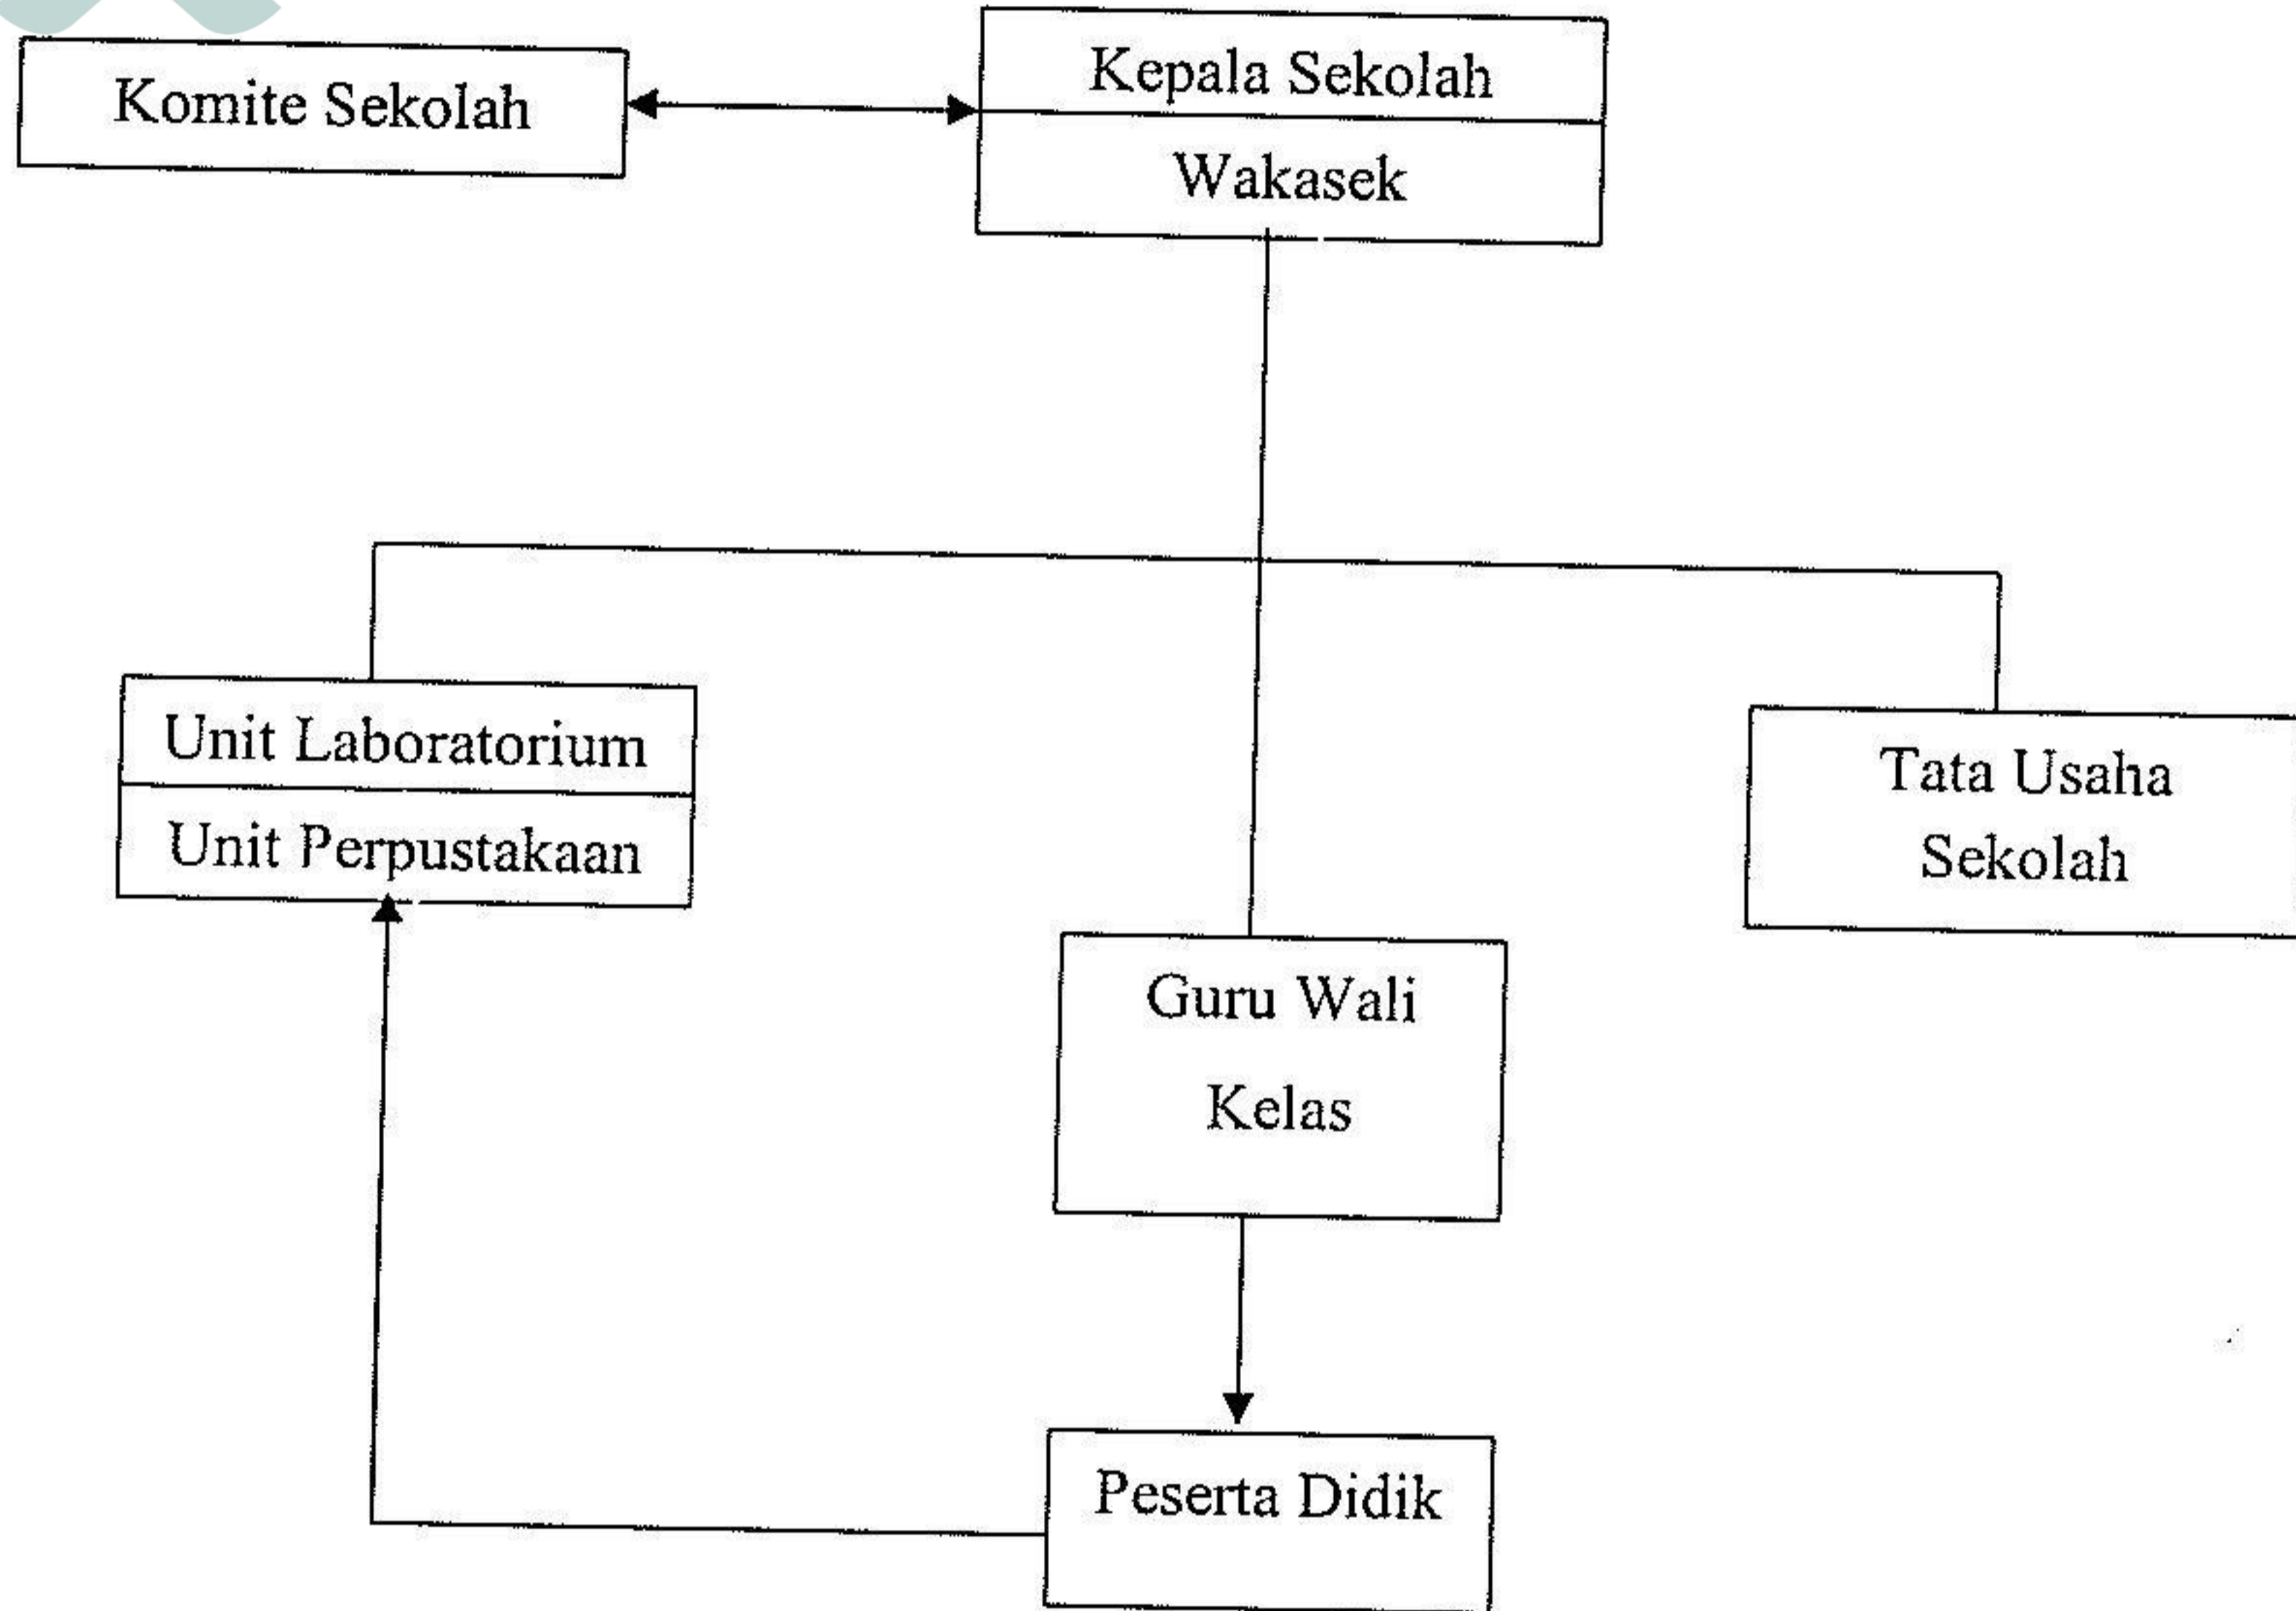 Komite Sekolah
Kepala Sekolah
Wakasek
Unit Laboratorium
Unit Perpustakaan
Tata Usaha
Sekolah
Guru Wali
Kelas
Peserta Didik